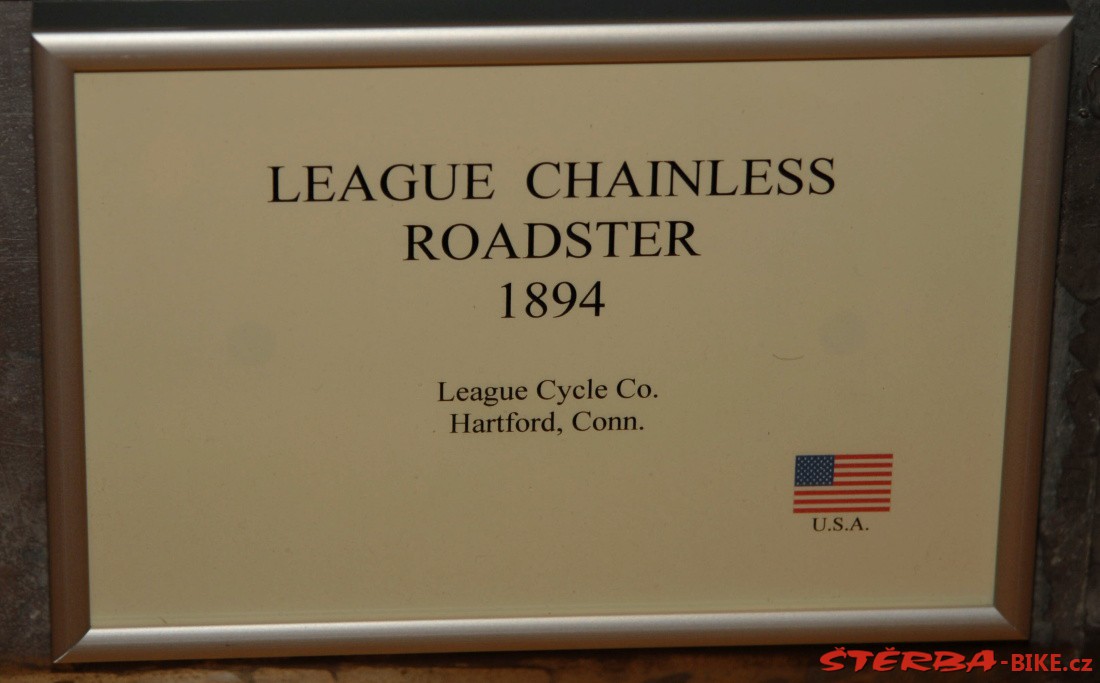 LEAGUE CHAINLESS
ROADSTER
1894
League Cycle Co.
Hartford, Conn.
U.S.A.
ŠTĚRBA-BIKE.cz